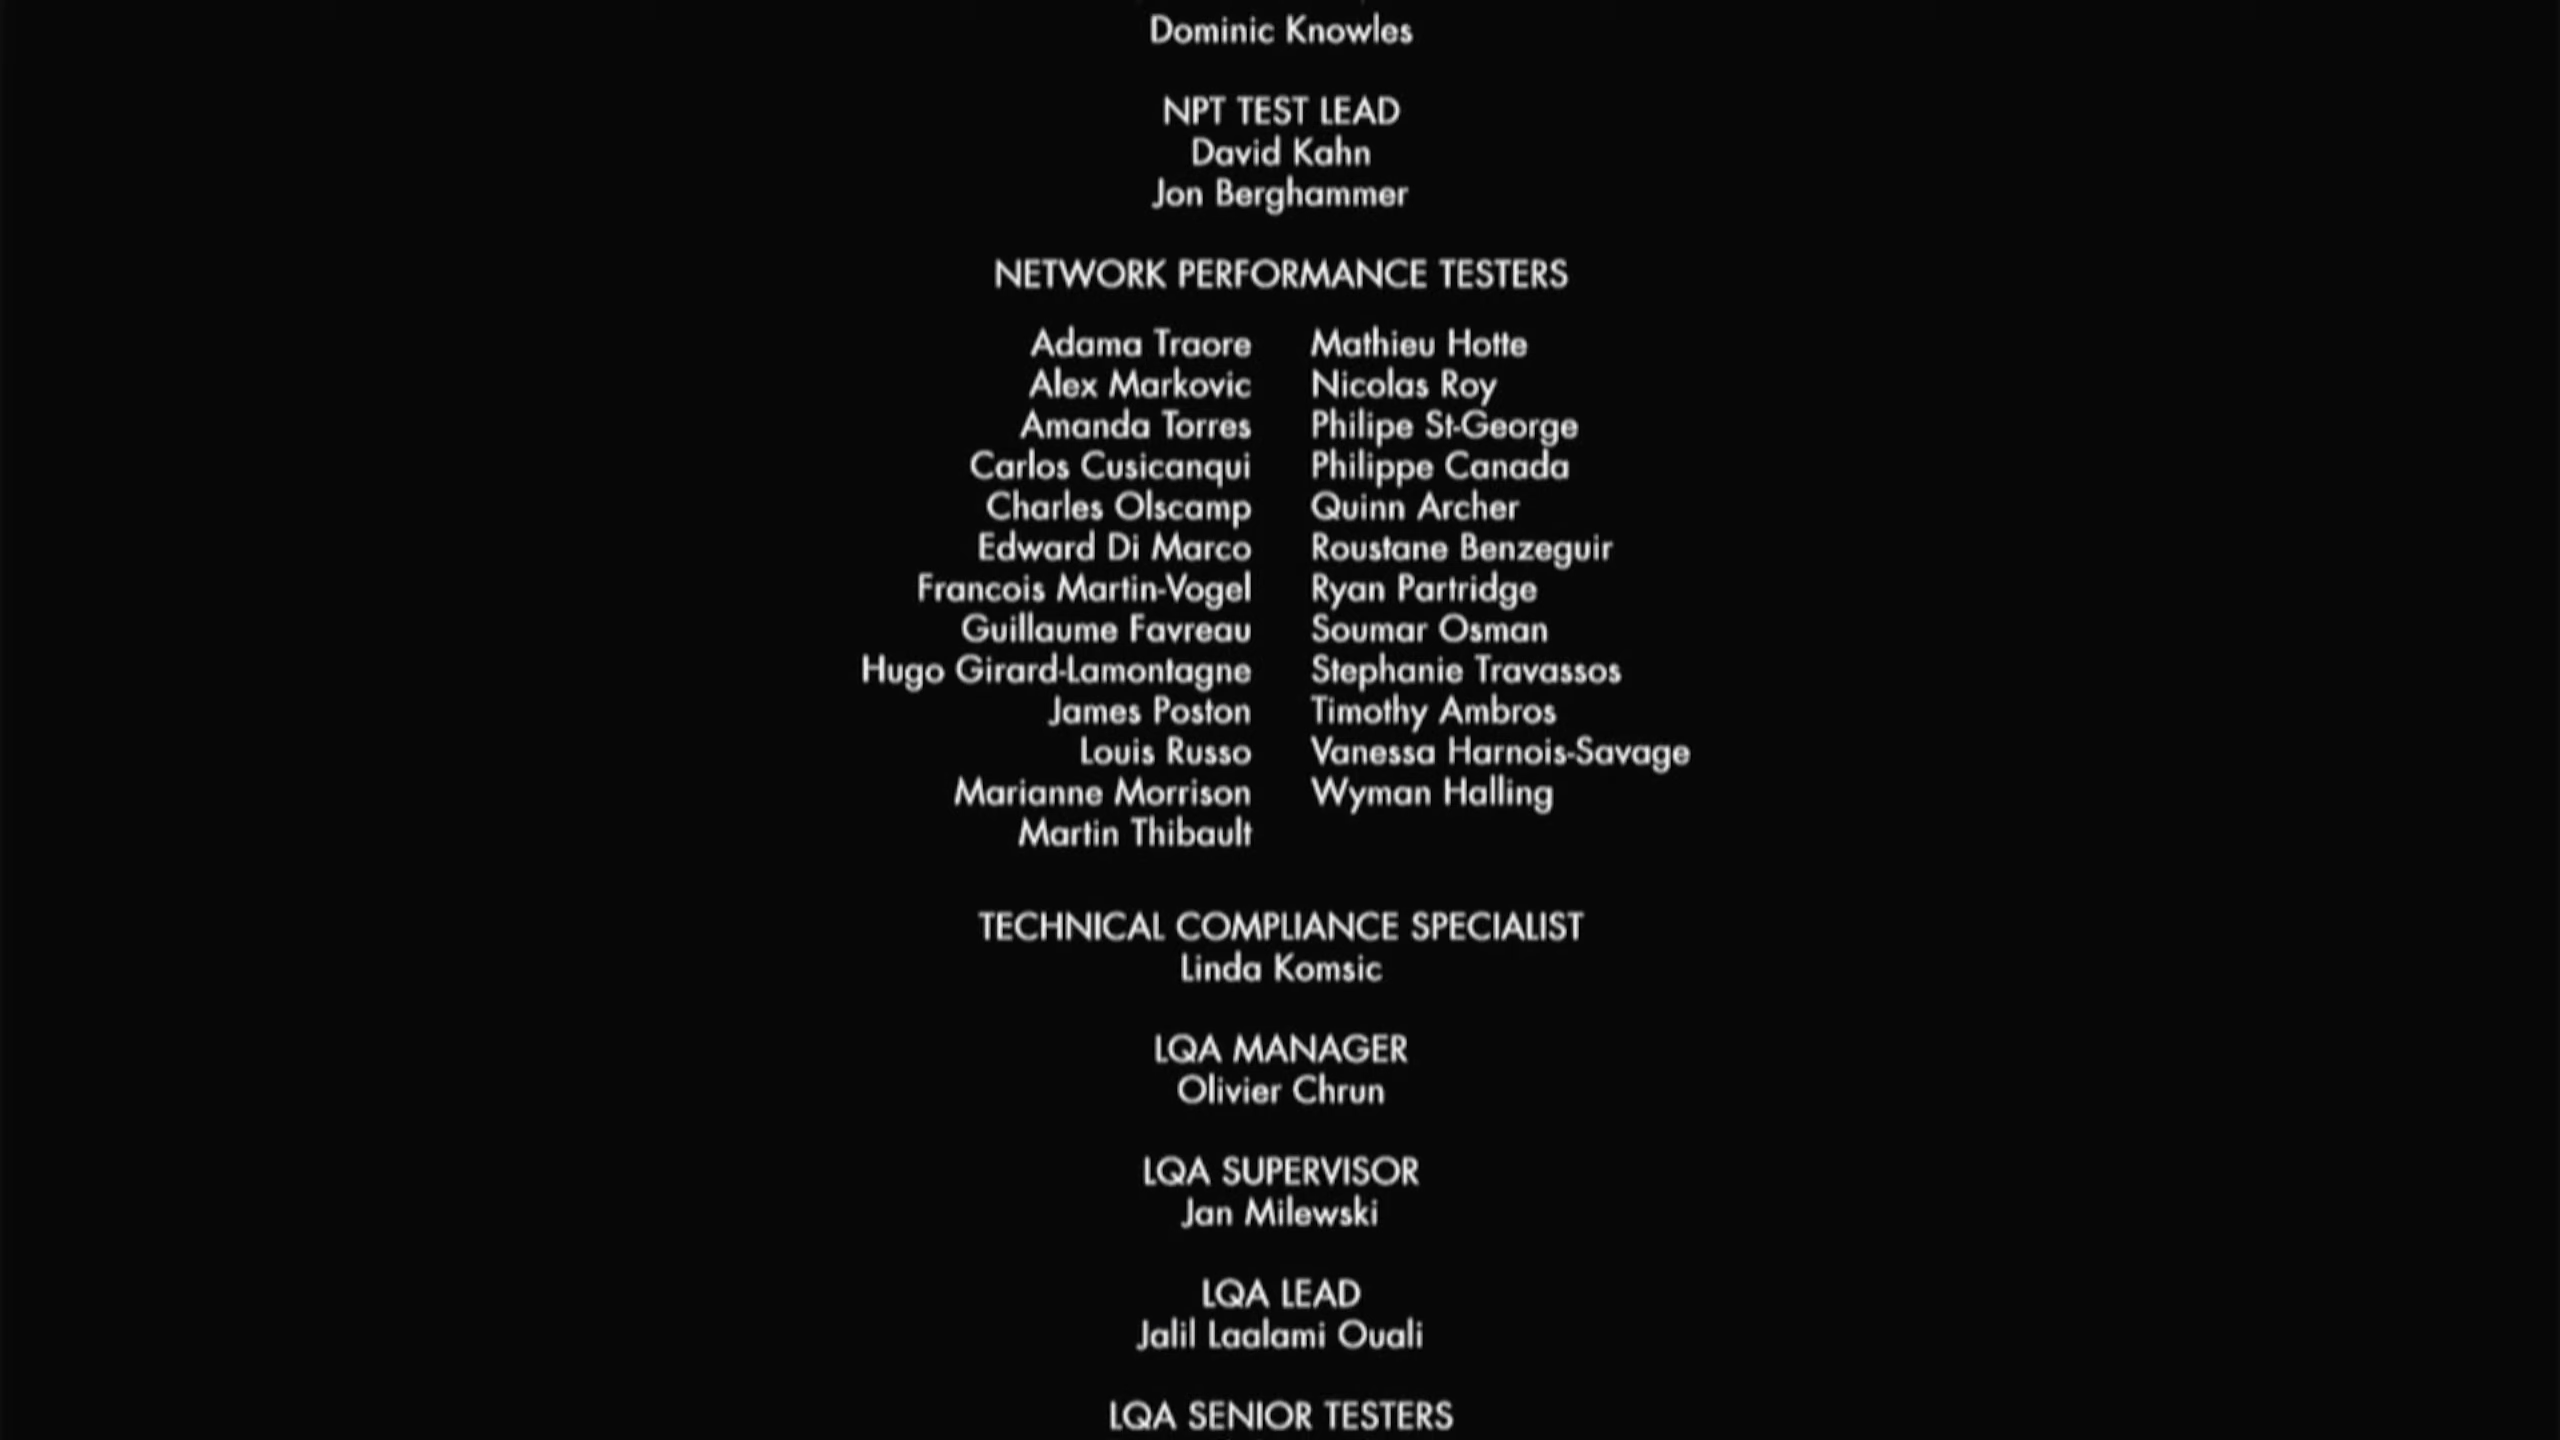 Dominic Knowles
NPT TEST LEAD
David Kahn
Jon Berghammer
NETWORK PERFORMANCE TESTERS
Adama Traore
Alex Markovic
Amanda Torres
Carlos Cusicanqui
Charles Olscamp
Edward Di Marco
Francois Martin-Vogel
Guillaume Favreau
Hugo Girard-Lamontagne
James Poston
Louis Russo
Marianne Morrison
Martin Thibault
Mathieu Hotte
Nicolas Roy
Philipe St-George
Philippe Canada
Quinn Archer
Roustane Benzeguir
Ryan Partridge
Soumar Osman
Stephanie Travassos
Timothy Ambros
Vanessa Harnois-Savage
Wyman Halling
TECHNICAL COMPLIANCE SPECIALIST
Linda Komsic
LQA MANAGER
Olivier Chrun
LQA SUPERVISOR
Jan Milewski
LQA LEAD
Jalil Laalami Ouali
LQA SENIOR TESTERS